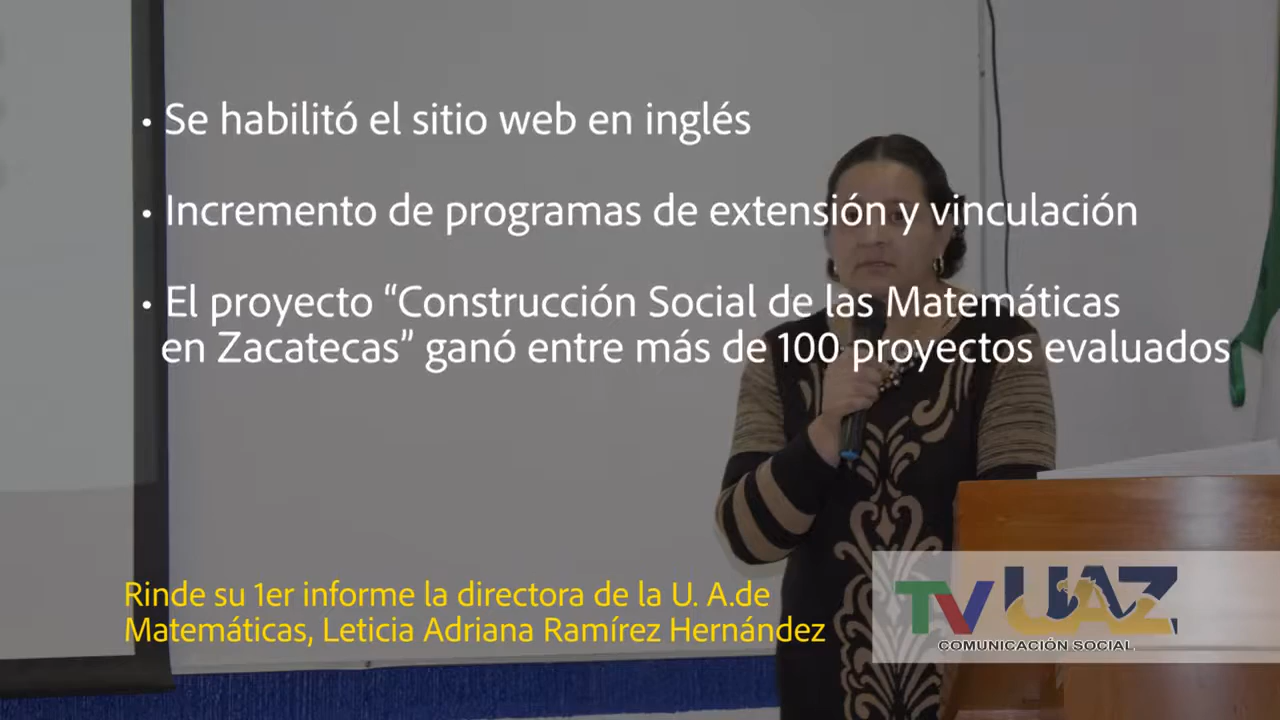 • Se habilitó el sitio web en inglés
• Incremento de programas de extensión y vinculación
• El proyecto “Construcción Social de las Matemáticas
en Zacatecas” ganó entre más de 100 proyectos evaluados
Rinde su 1er informe la directora de la U. A.de
Matemáticas, Leticia Adriana Ramírez Hernández
TV UAZ
COMUNICACIÓN SOCIAL